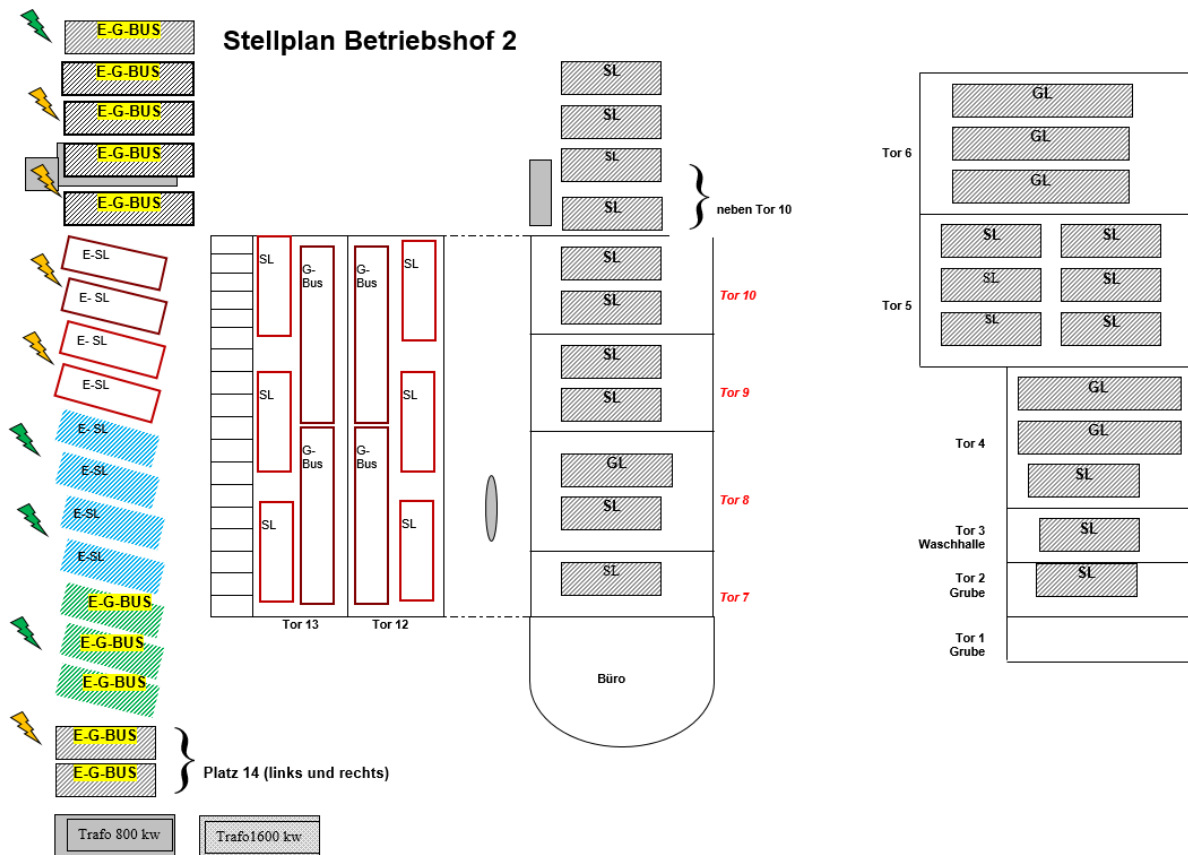 Stellplan Betriebshof 2
E-G-BUS
E-G-BUS
E-G-BUS
E-G-BUS
E-G-BUS
E-SL
E- SL
E- SL
E-SL
E- SL
E-SL
E-SL
E-SL
E-G-BUS
E-G-BUS
E-G-BUS
E-G-BUS
E-G-BUS
Platz 14 (links und rechts)
Trafo 800 kw
Trafo1600 kw
SL
SL
SL
G-
Bus
G-
Bus
Tor 13
G-
Bus
G-
Bus
SL
SL
SL
Tor 12
SL
SL
SL
SL
neben Tor 10
SL
SL
Tor 10
SL
SL
Tor 9
GL
SL
Tor 8
SL
Tor 7
Büro
GL
GL
GL
Tor 6
SL
SL
SL
SL
SL
SL
Tor 5
GL
GL
SL
Tor 4
SL
Tor 3
Waschhalle
SL
Tor 2
Grube
Tor 1
Grube